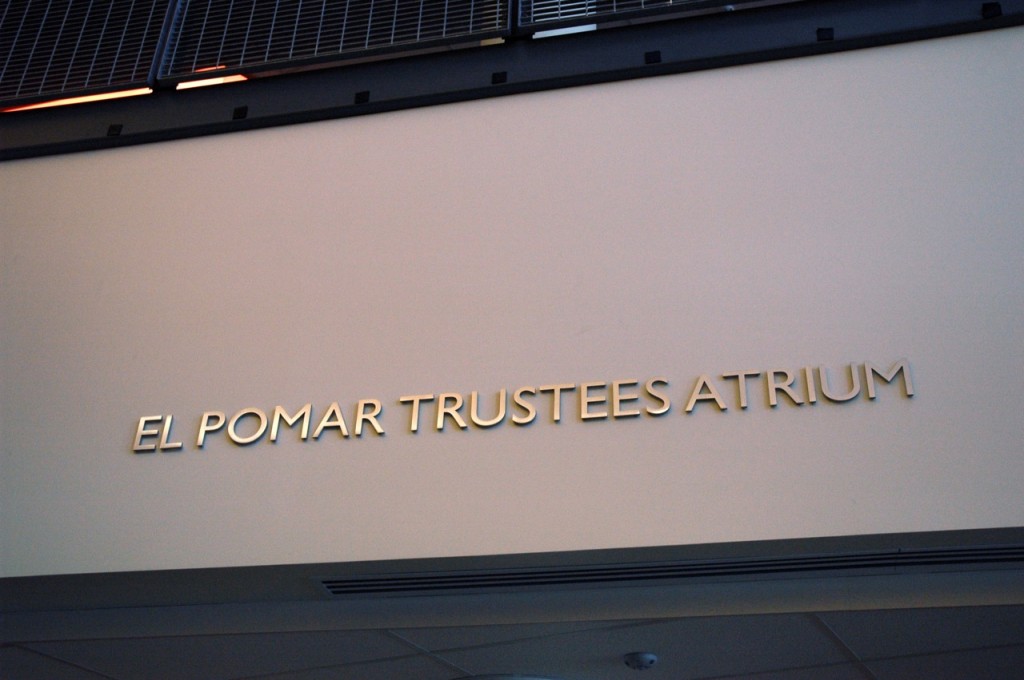 EL POMAR TRUSTEES ATRIUM